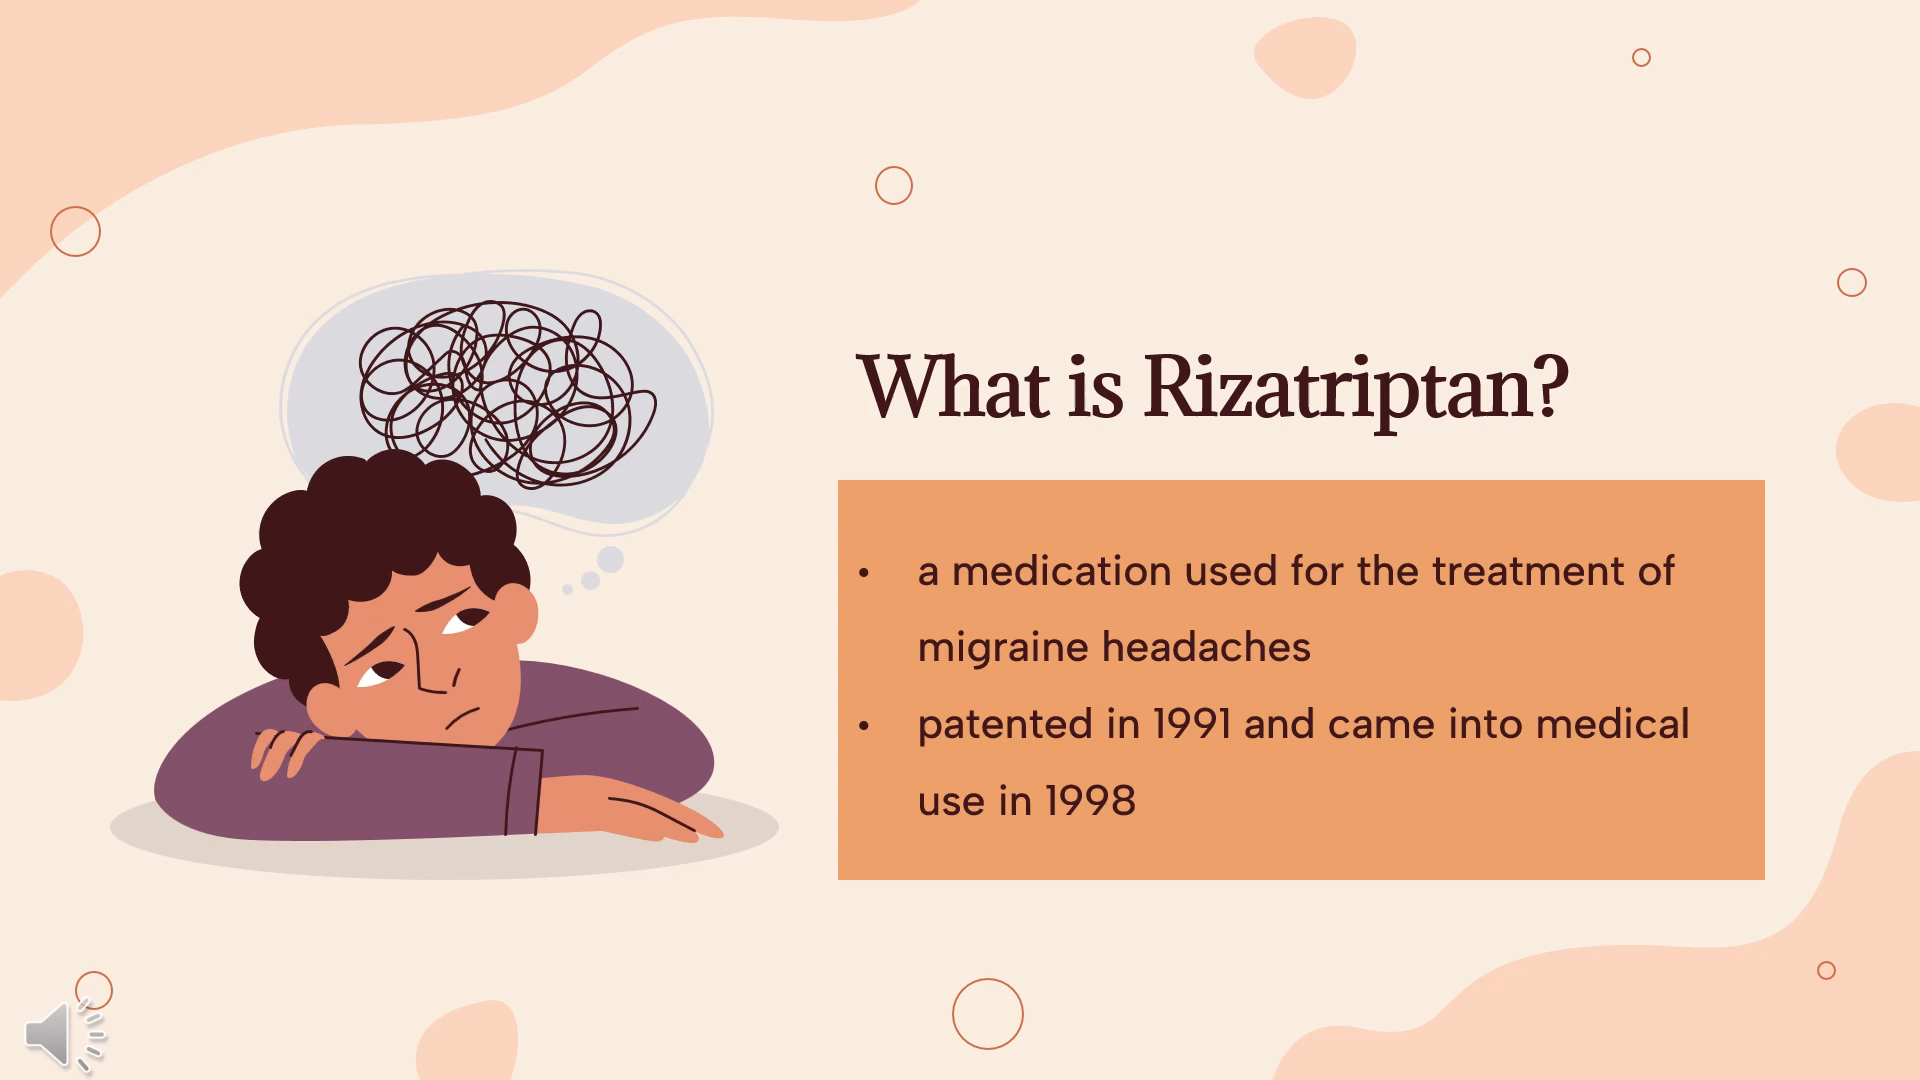 What is Rizatriptan?
• a medication used for the treatment of
migraine headaches
• patented in 1991 and came into medical
use in 1998